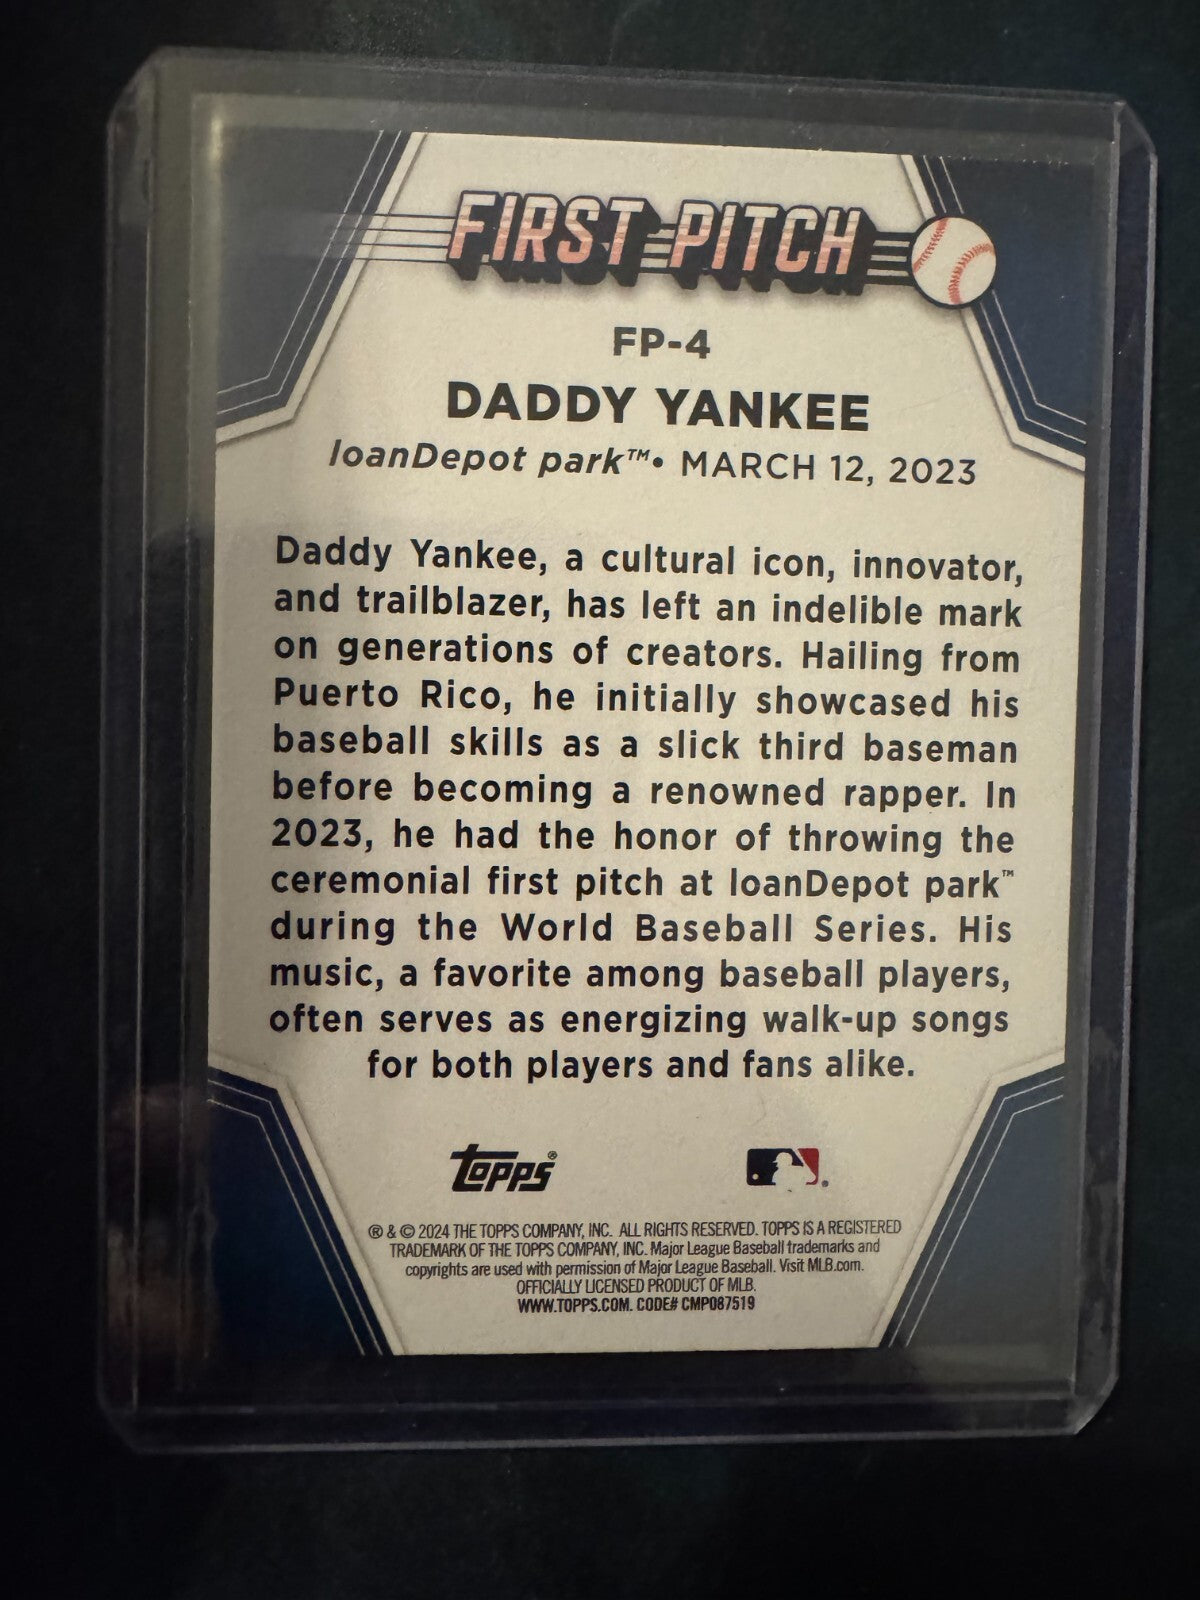 FIRST PITCH
FP-4
DADDY YANKEE
loanDepot park™• MARCH 12, 2023
Daddy Yankee, a cultural icon, innovator,
and trailblazer, has left an indelible mark
on generations of creators. Hailing from
Puerto Rico, he initially showcased his
baseball skills as a slick third baseman
before becoming a renowned rapper. In
2023, he had the honor of throwing the
ceremonial first pitch at loanDepot park™
during the World Baseball Series. His
music, a favorite among baseball players,
often serves as energizing walk-up songs
for both players and fans alike.
topps®
®
® & © 2024 THE TOPPS COMPANY, INC. ALL RIGHTS RESERVED. TOPPS IS A REGISTERED
TRADEMARK OF THE TOPPS COMPANY, INC. Major League Baseball trademarks and
copyrights are used with permission of Major League Baseball. Visit MLB.com.
OFFICIALLY LICENSED PRODUCT OF MLB.
WWW.TOPPS.COM. CODE# CMP087519